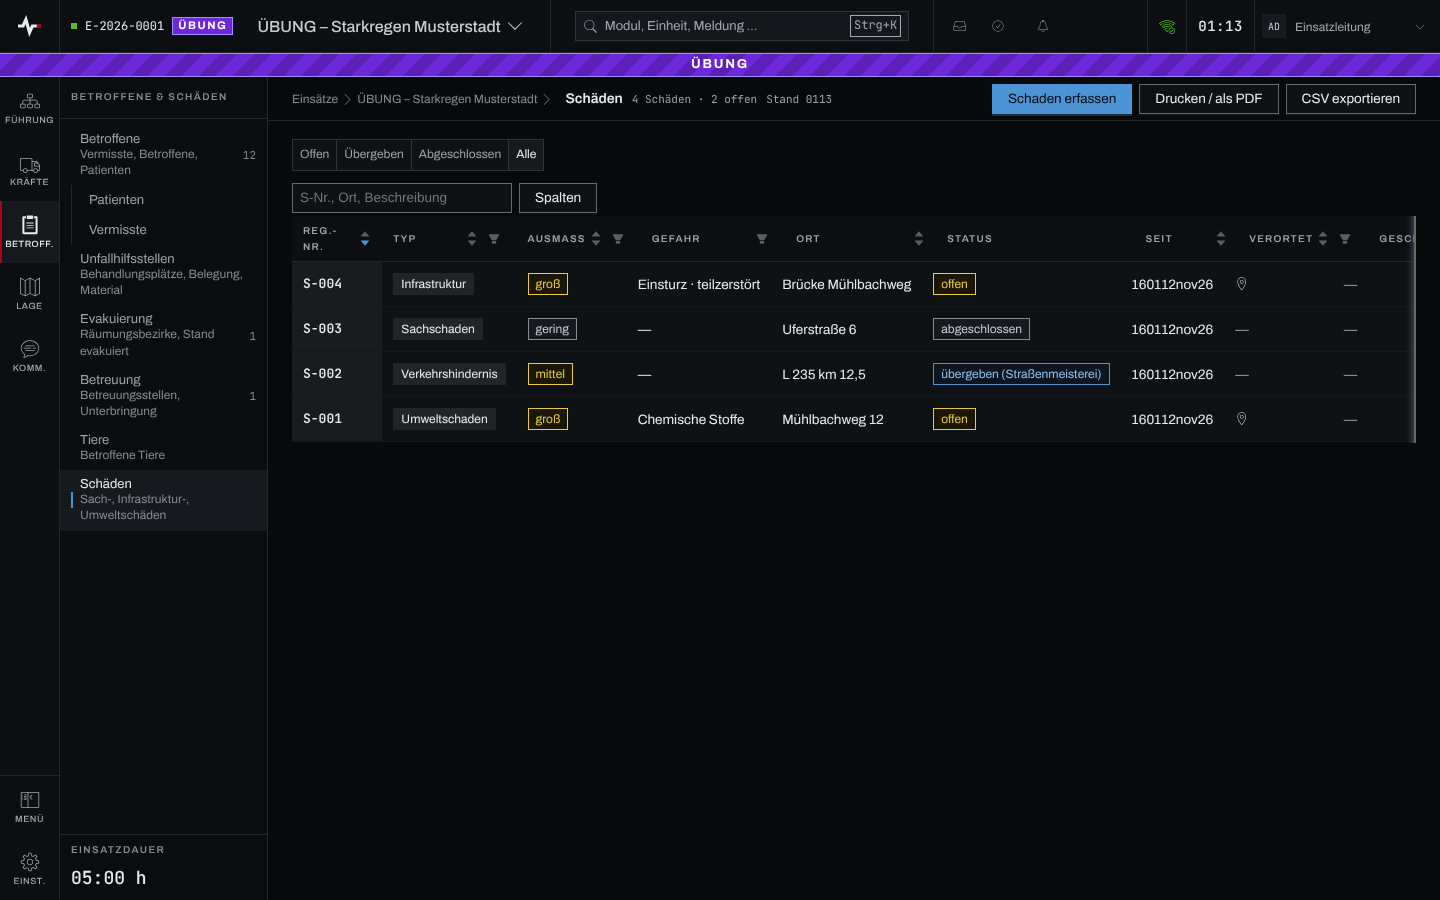 E-2026-0001 ÜBUNG ÜBUNG – Starkregen Musterstadt Modul, Einheit, Meldung ... Strg+K 01:13 AD Einsatzleitung
ÜBUNG
FÜHRUNG
KRÄFTE
BETROFF.
LAGE
KOMM.
MENÜ
EINST.
BETROFFENE & SCHÄDEN
Betroffene
Vermisste, Betroffene, 12
Patienten
Patienten
Vermisste
Unfallhilfsstellen
Behandlungsplätze, Belegung,
Material
Evakuierung
Räumungsbezirke, Stand 1
evakuiert
Betreuung
Betreuungsstellen, 1
Unterbringung
Tiere
Betroffene Tiere
Schäden
Sach-, Infrastruktur-,
Umweltschäden
EINSATZDAUER
05:00 h
Einsätze ÜBUNG – Starkregen Musterstadt Schäden 4 Schäden · 2 offen Stand 0113 Schaden erfassen Drucken / als PDF CSV exportieren
Offen Übergeben Abgeschlossen Alle
S-Nr., Ort, Beschreibung Spalten
REG.-
NR. TYP AUSMASS GEFAHR ORT STATUS SEIT VERORTET
S-004 Infrastruktur groß Einsturz · teilzerstört Brücke Mühlbachweg offen 160112nov26 —
S-003 Sachschaden gering — Uferstraße 6 abgeschlossen 160112nov26 — —
S-002 Verkehrshindernis mittel — L 235 km 12,5 übergeben (Straßenmeisterei) 160112nov26 — —
S-001 Umweltschaden groß Chemische Stoffe Mühlbachweg 12 offen 160112nov26 —